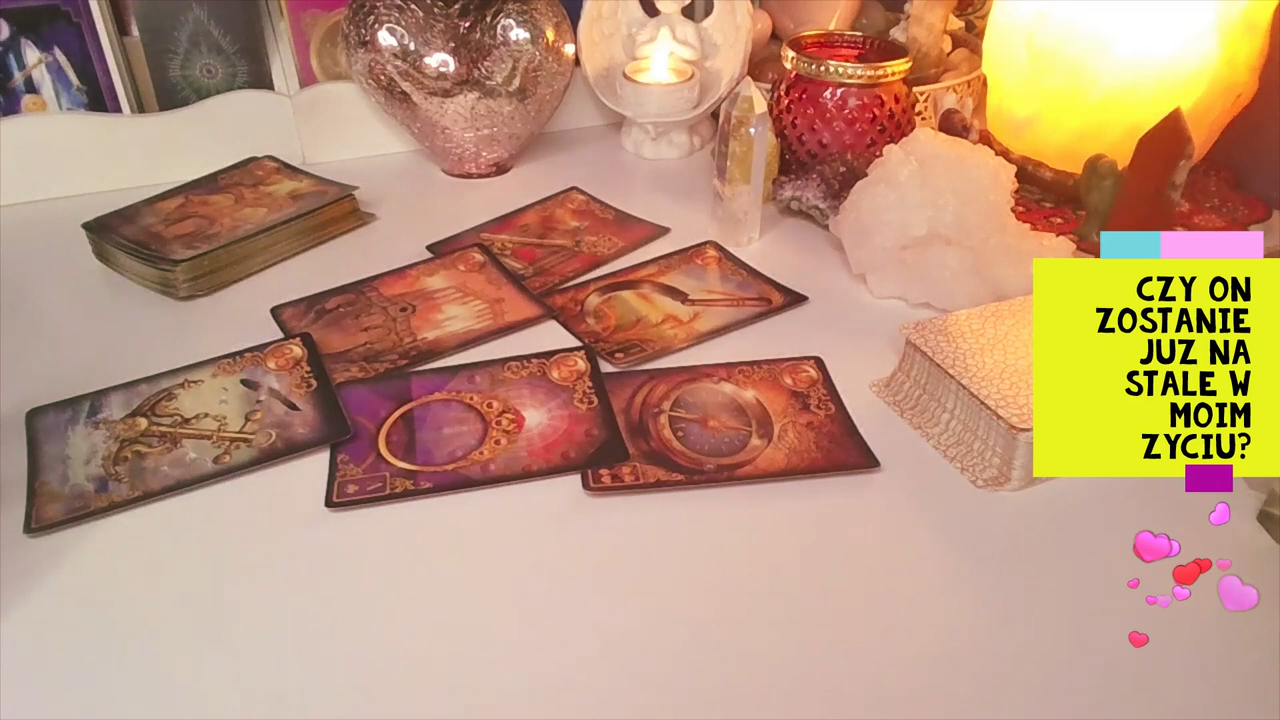 CZY ON
ZOSTANIE
JUZ NA
STALE W
MOIM
ZYCIU?